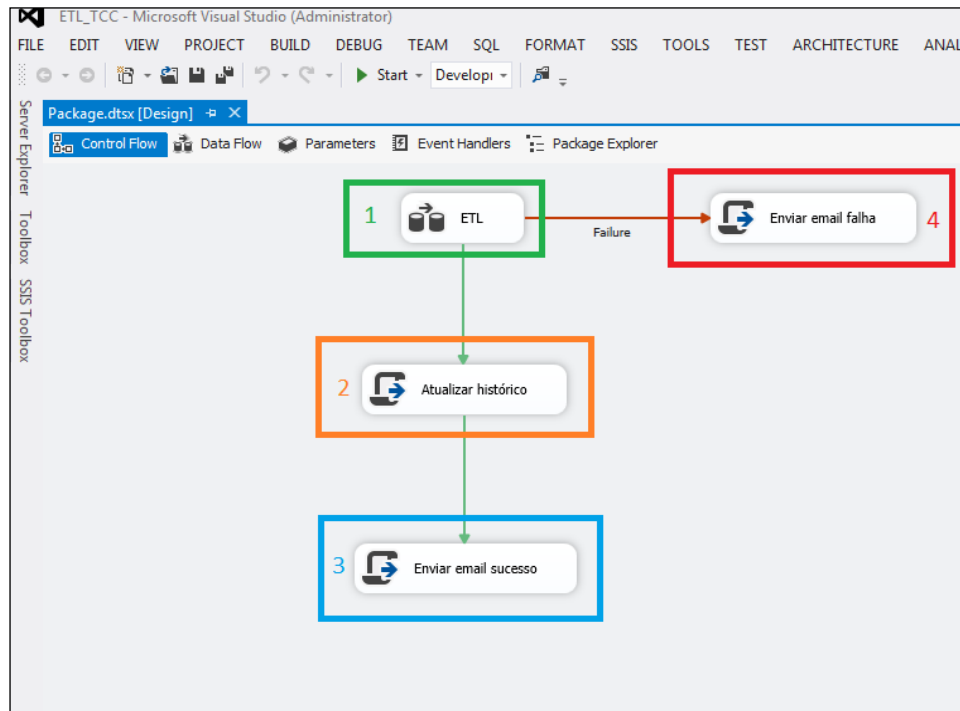 ETL_TCC - Microsoft Visual Studio (Administrator)
FILE EDIT VIEW PROJECT BUILD DEBUG TEAM SQL FORMAT SSIS TOOLS TEST ARCHITECTURE ANAL
Start Develop
Package.dtsx [Design]
Control Flow Data Flow Parameters Event Handlers Package Explorer
Server Explorer
Toolbox
SSIS Toolbox
1 ETL
Failure
Enviar email falha 4
2 Atualizar histórico
3 Enviar email sucesso